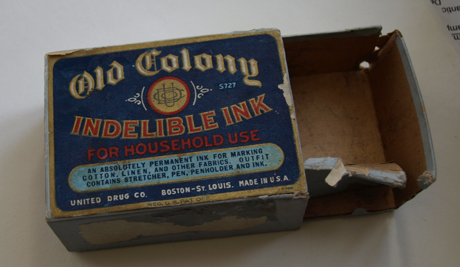 Old Colony
5727
INDELIBLE INK
FOR HOUSEHOLD USE
AN ABSOLUTELY PERMANENT INK FOR MARKING
COTTON, LINEN, AND OTHER FABRICS. OUTFIT
CONTAINS STRETCHER, PEN, PENHOLDER AND INK.
UNITED DRUG CO. BOSTON-ST. LOUIS. MADE IN U.S.A.